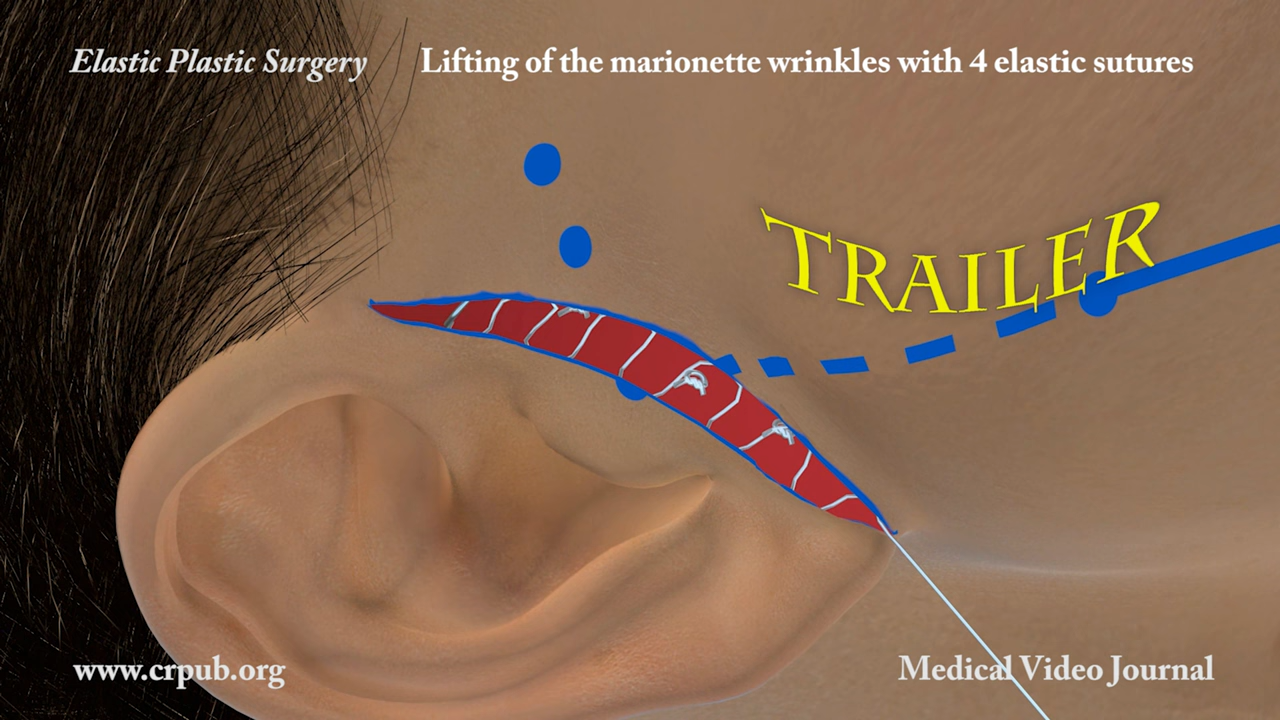 Elastic Plastic Surgery
Lifting of the marionette wrinkles with 4 elastic sutures
TRAILER
www.crpub.org
Medical Video Journal